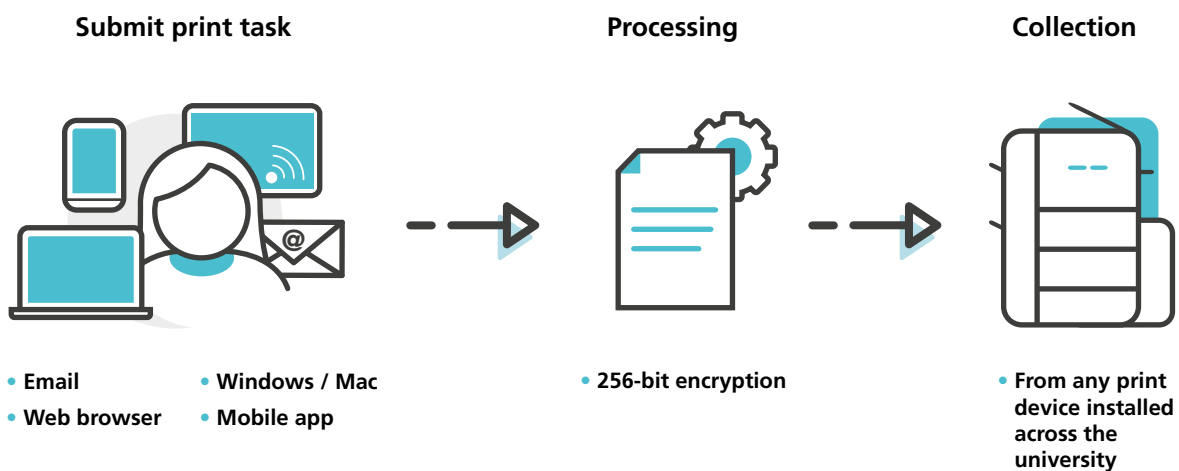 Submit print task
Processing
Collection
@
• Email
• Windows / Mac
• Web browser
• Mobile app
• 256-bit encryption
• From any print
device installed
across the
university